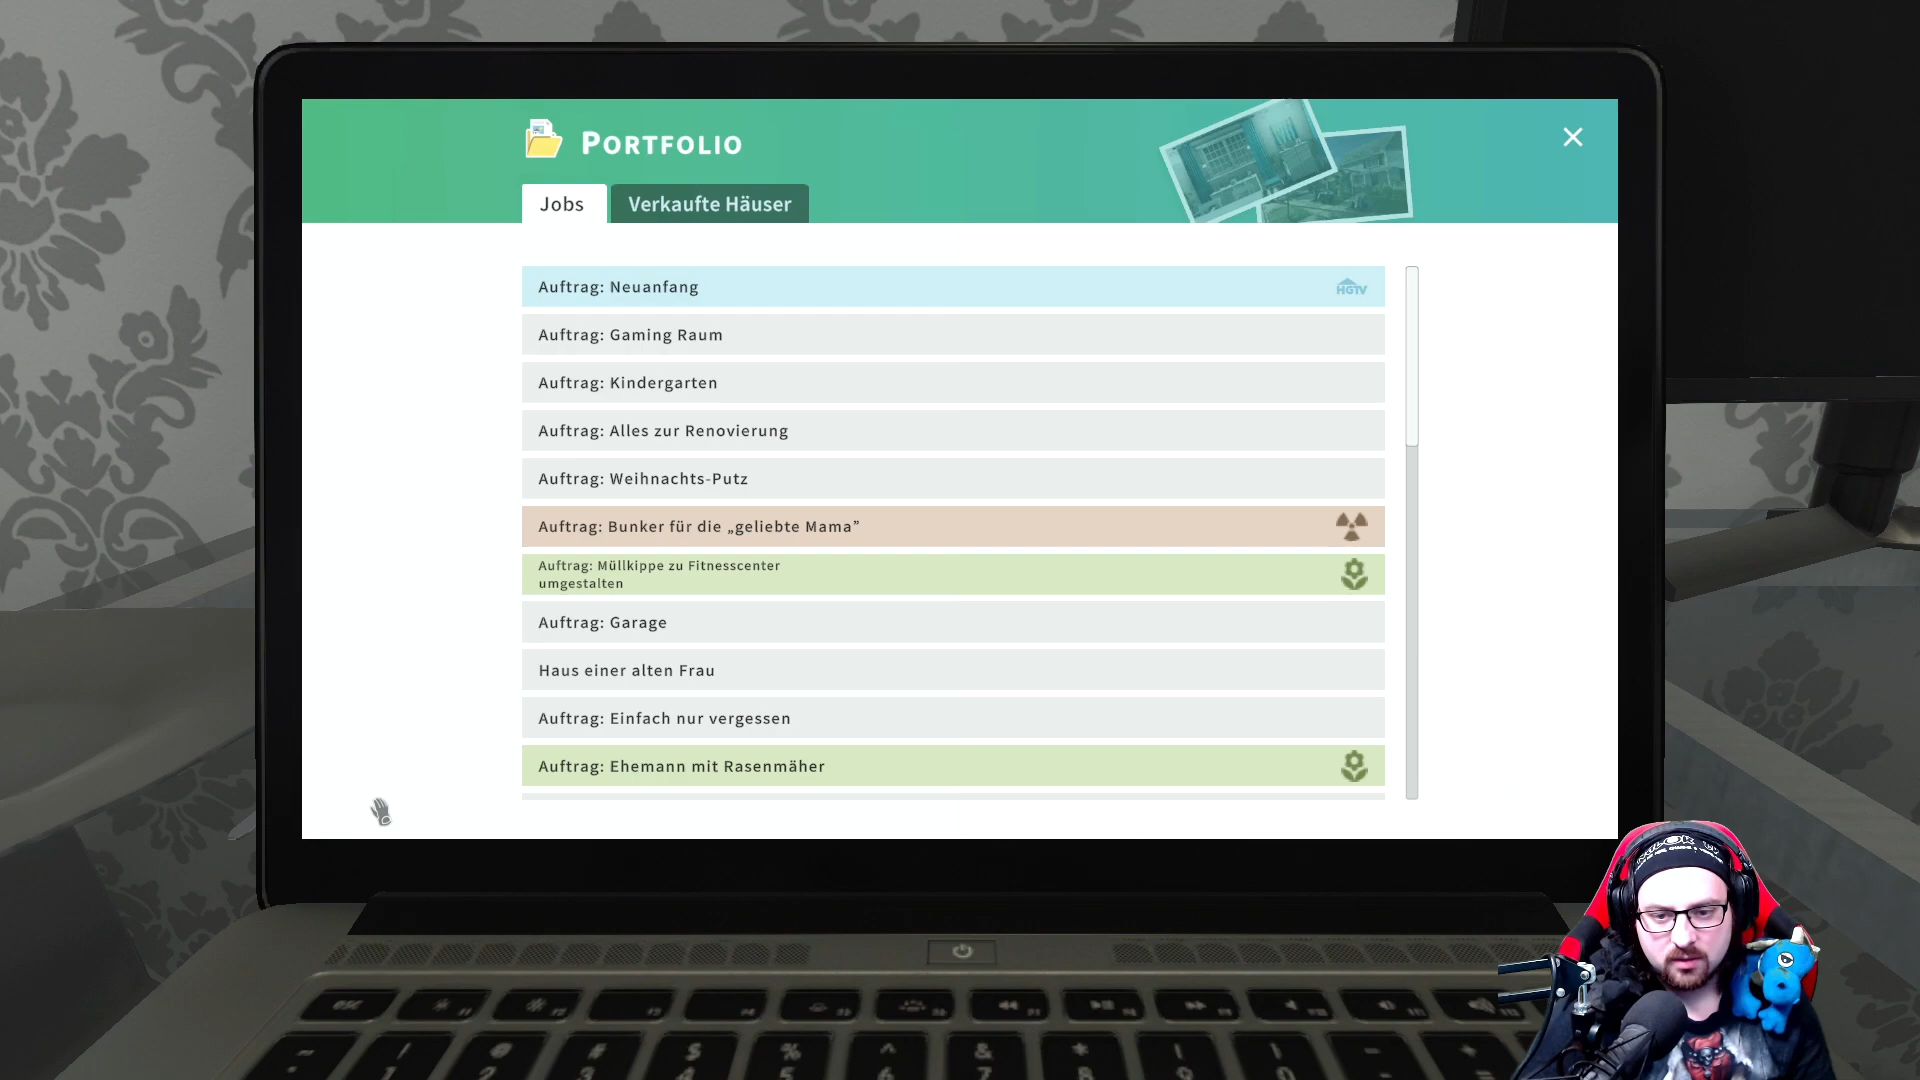 PORTFOLIO
Jobs
Verkaufte Häuser
Auftrag: Neuanfang
HGTV
Auftrag: Gaming Raum
Auftrag: Kindergarten
Auftrag: Alles zur Renovierung
Auftrag: Weihnachts-Putz
Auftrag: Bunker für die „geliebte Mama”
Auftrag: Müllkippe zu Fitnesscenter
umgestalten
Auftrag: Garage
Haus einer alten Frau
Auftrag: Einfach nur vergessen
Auftrag: Ehemann mit Rasenmäher
esc